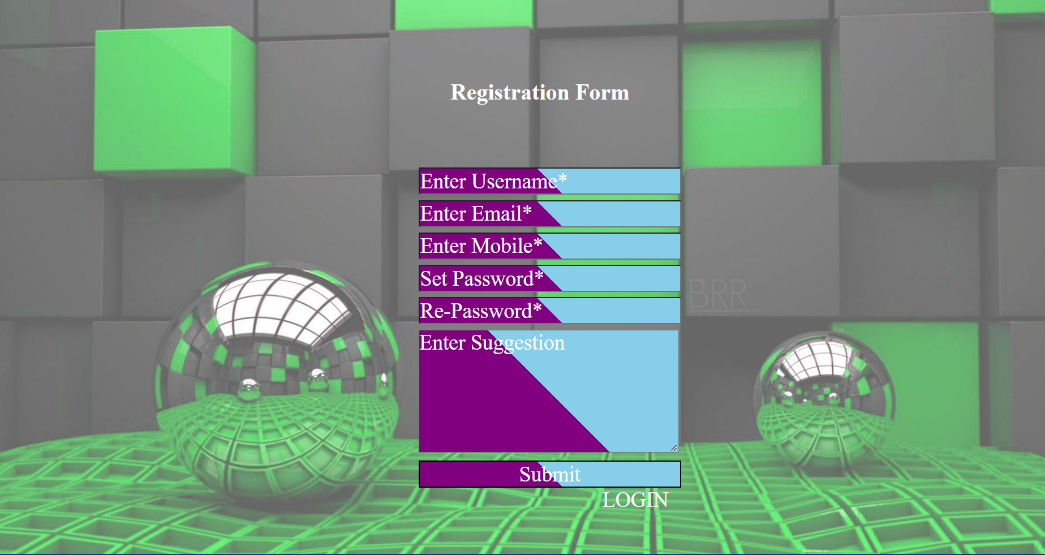 Registration Form
Enter Username*
Enter Email*
Enter Mobile*
Set Password*
BRR
Re-Password*
Enter Suggestion
Submit
LOGIN